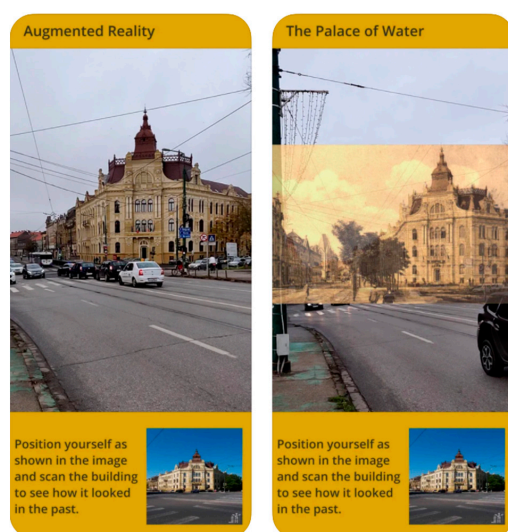 Augmented Reality
Position yourself as
shown in the image
and scan the building
to see how it looked
in the past.
The Palace of Water
Position yourself as
shown in the image
and scan the building
to see how it looked
in the past.